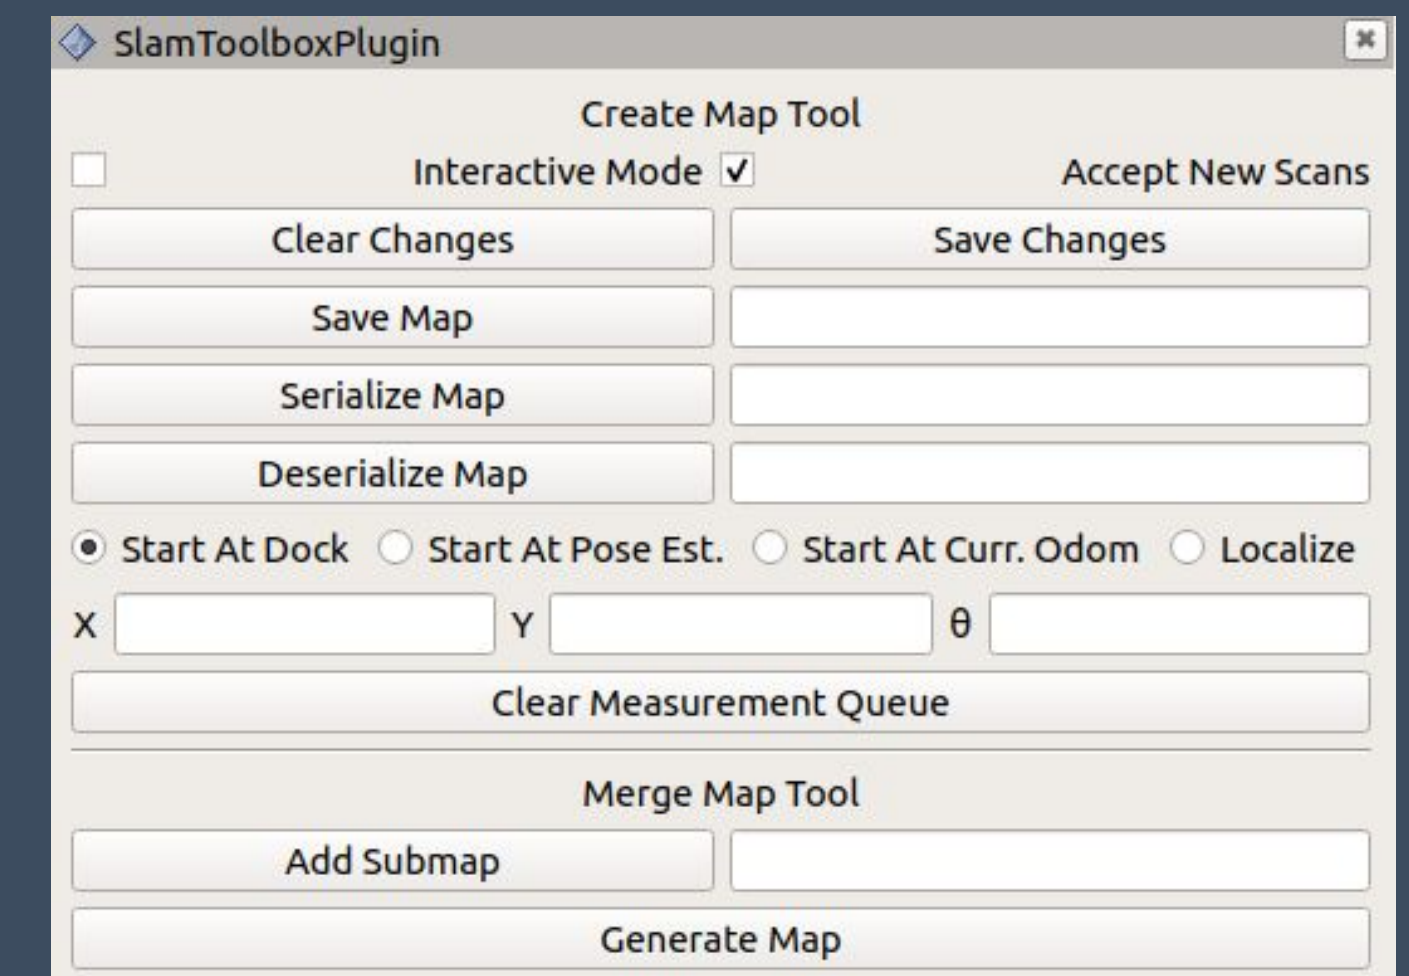 SlamToolboxPlugin
Create Map Tool
Interactive Mode Accept New Scans
Clear Changes Save Changes
Save Map
Serialize Map
Deserialize Map
Start At Dock Start At Pose Est. Start At Curr. Odom Localize
X Y θ
Clear Measurement Queue
Merge Map Tool
Add Submap
Generate Map